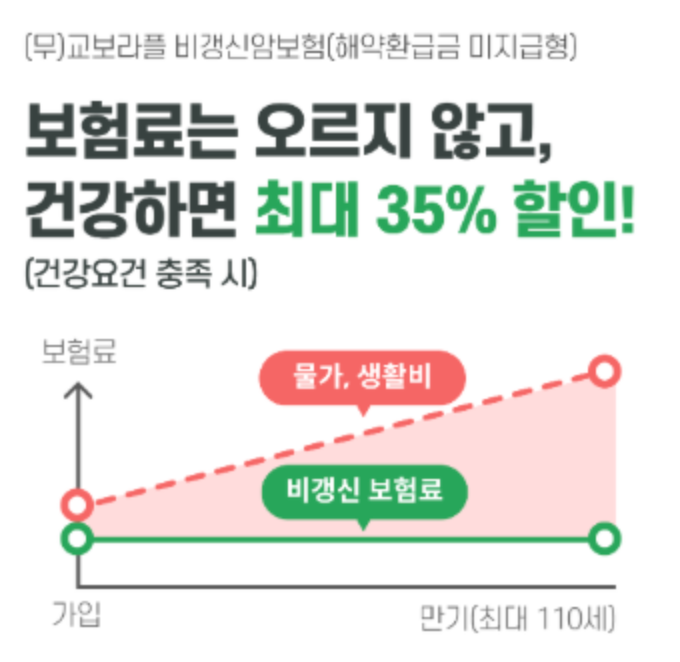 (무)교보라플 비갱신암보험(해약환급금 미지급형)
보험료는 오르지 않고,
건강하면 최대 35% 할인!
(건강요건 충족 시)
보험료
물가, 생활비
비갱신 보험료
가입
만기(최대 110세)